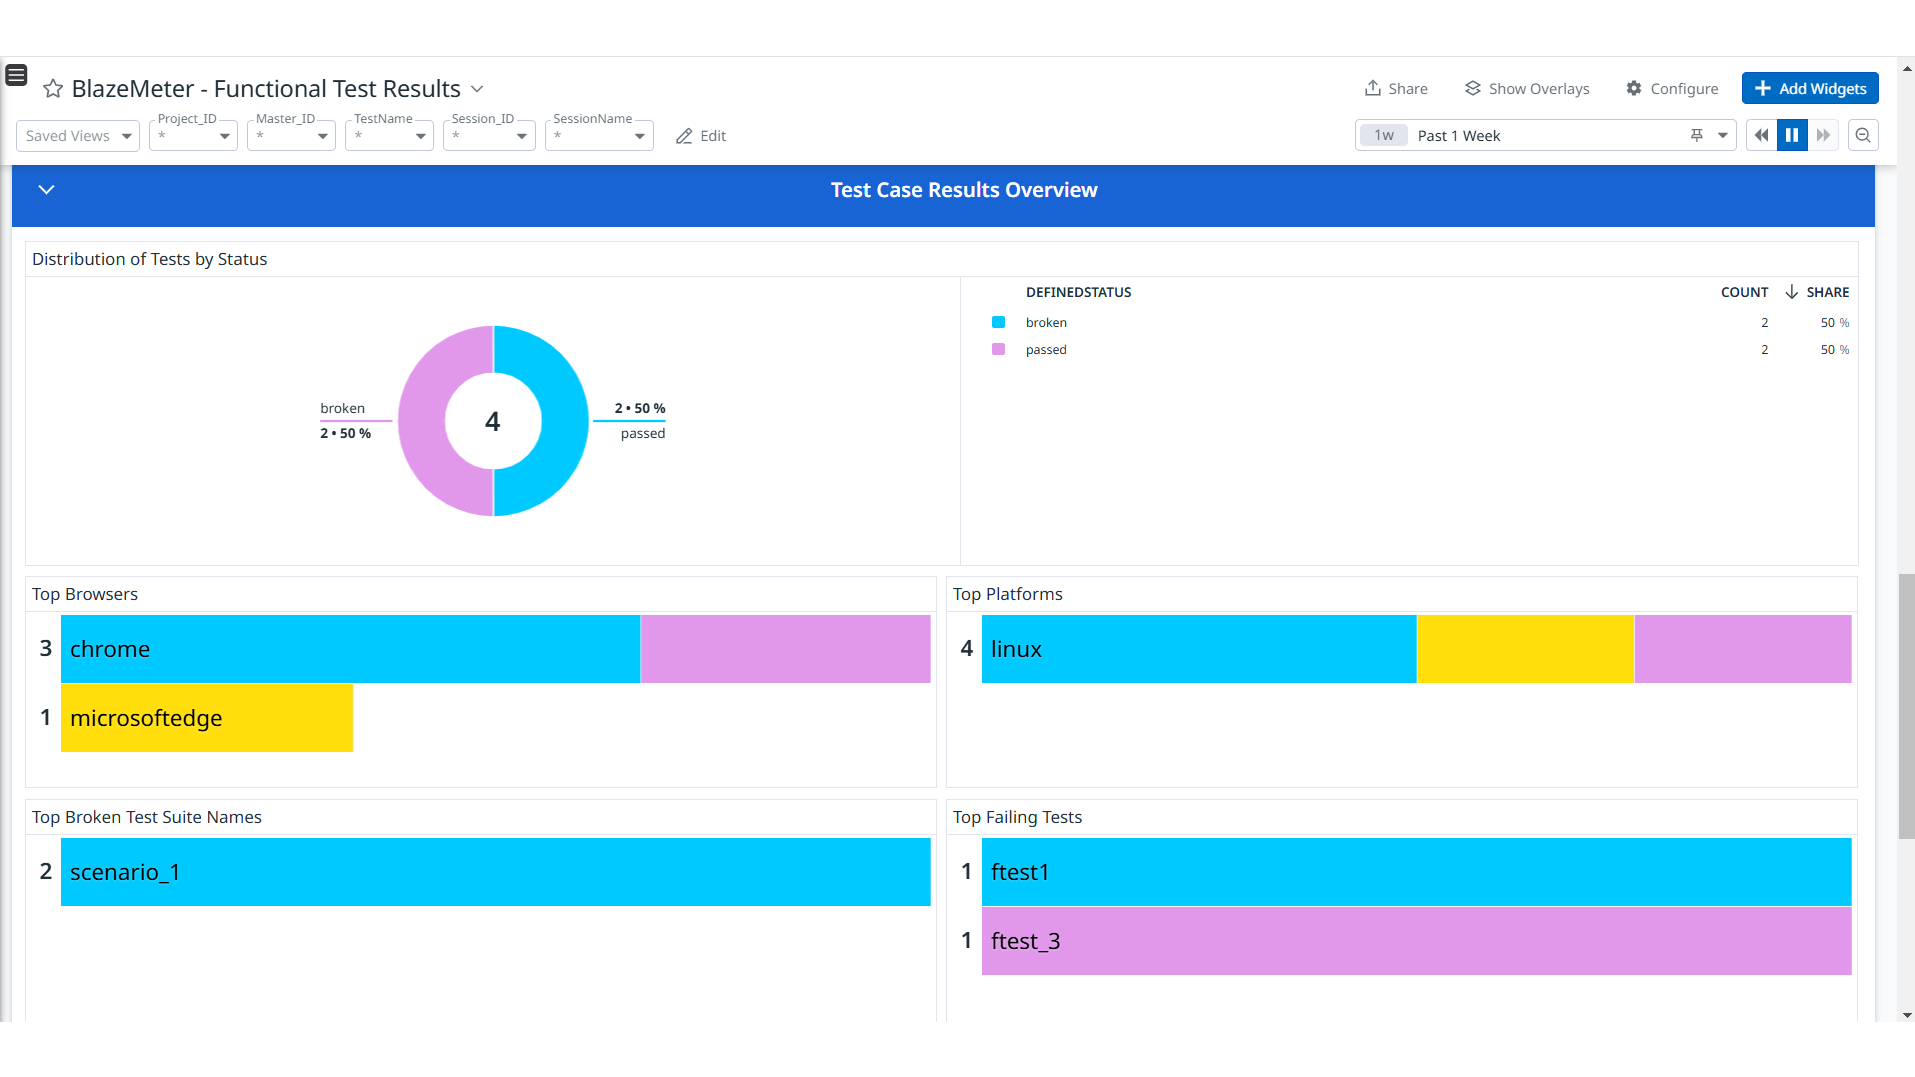 BlazeMeter - Functional Test Results
Share
Show Overlays
Configure
Add Widgets
Saved Views
Project_ID
*
Master_ID
*
TestName
*
Session_ID
*
SessionName
*
Edit
1w
Past 1 Week
Test Case Results Overview
Distribution of Tests by Status
broken
2 • 50 %
4
2 • 50 %
passed
DEFINEDSTATUS COUNT SHARE
broken 2 50 %
passed 2 50 %
Top Browsers
3 chrome
1 microsoftedge
Top Platforms
4 linux
Top Broken Test Suite Names
2 scenario_1
Top Failing Tests
1 ftest1
1 ftest_3